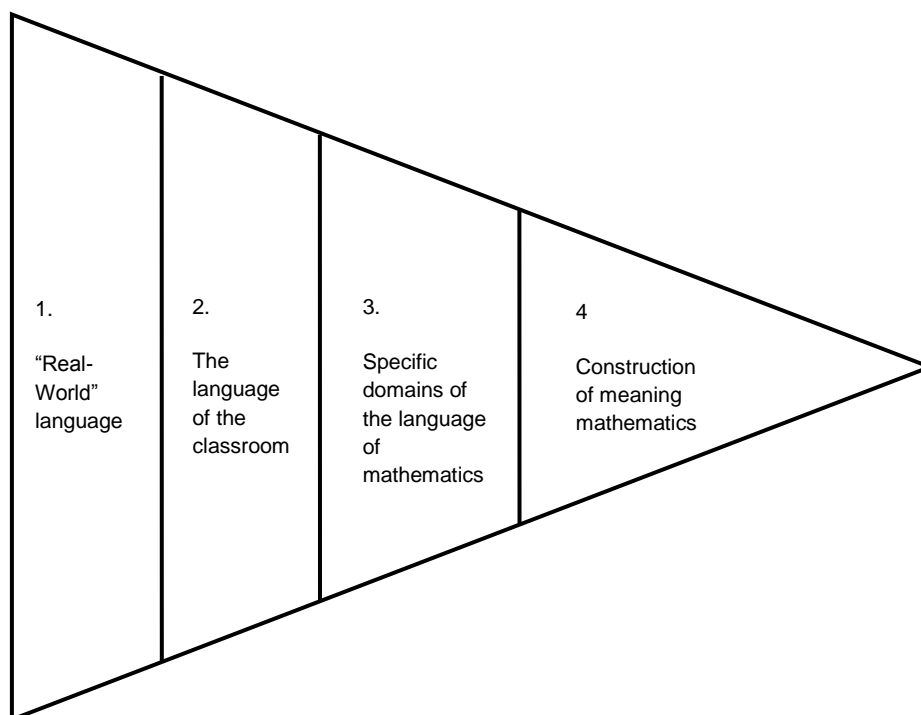 1.
“Real-
World”
language
2.
The
language
of the
classroom
3.
Specific
domains of
the language
of
mathematics
4
Construction
of meaning
mathematics